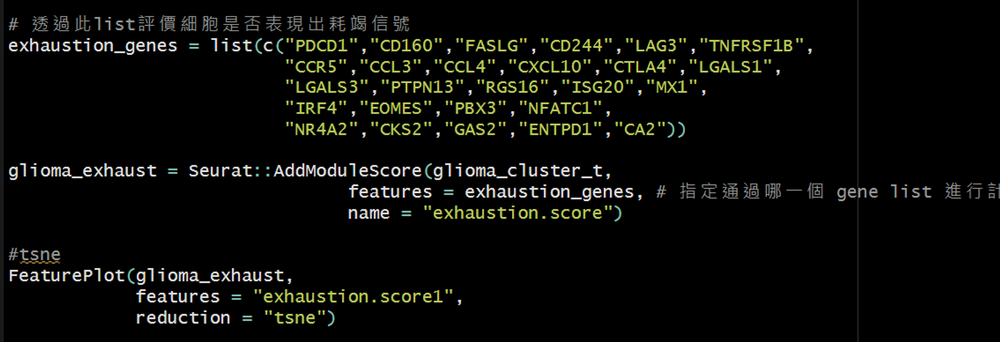 # 透過此list評價細胞是否表現出耗竭信號
exhaustion_genes = list(c("PDCD1","CD160","FASLG","CD244","LAG3","TNFRSF1B",
"CCR5","CCL3","CCL4","CXCL10","CTLA4","LGALS1",
"LGALS3","PTPN13","RGS16","ISG20","MX1",
"IRF4","EOMES","PBX3","NFATC1",
"NR4A2","CKS2","GAS2","ENTPD1","CA2"))
glioma_exhaust = Seurat::AddModuleScore(glioma_cluster_t,
features = exhaustion_genes, # 指定通過哪一個 gene list 進行計
name = "exhaustion.score")
#tsne
FeaturePlot(glioma_exhaust,
features = "exhaustion.score1",
reduction = "tsne")